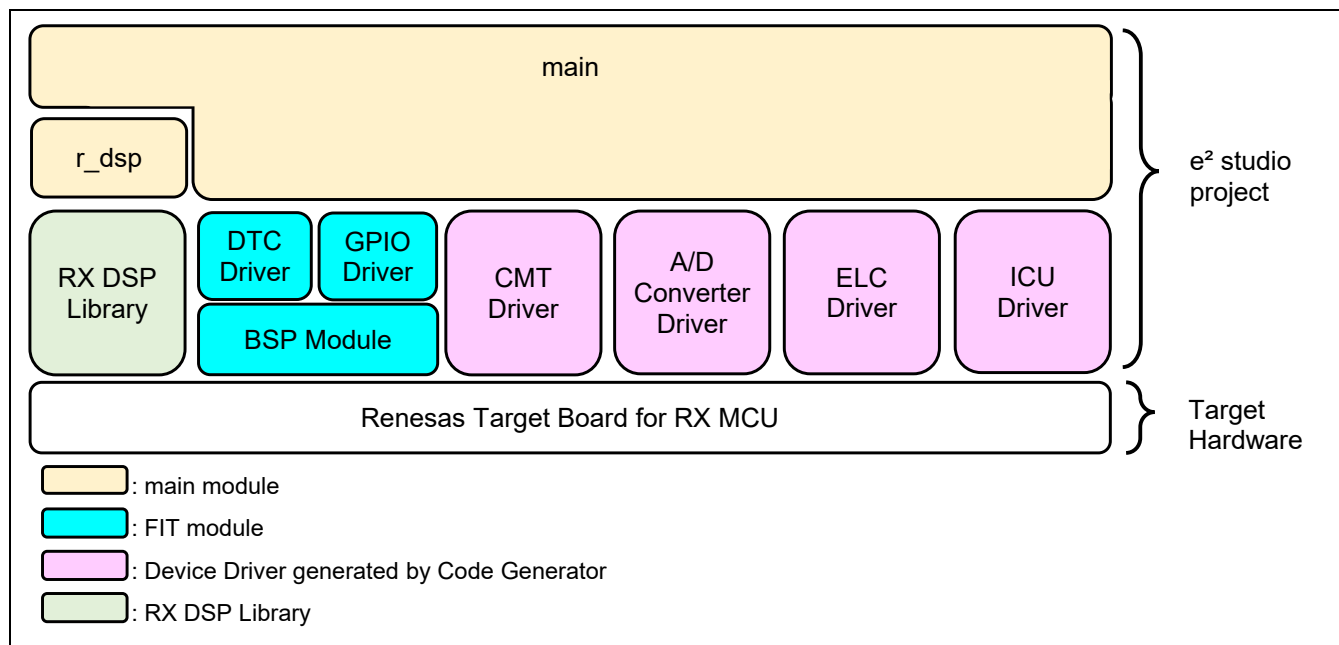 main
r_dsp
e² studio
project
RX DSP
Library
DTC
Driver
GPIO
Driver
BSP Module
CMT
Driver
A/D
Converter
Driver
ELC
Driver
ICU
Driver
Renesas Target Board for RX MCU
Target
Hardware
: main module
: FIT module
: Device Driver generated by Code Generator
: RX DSP Library